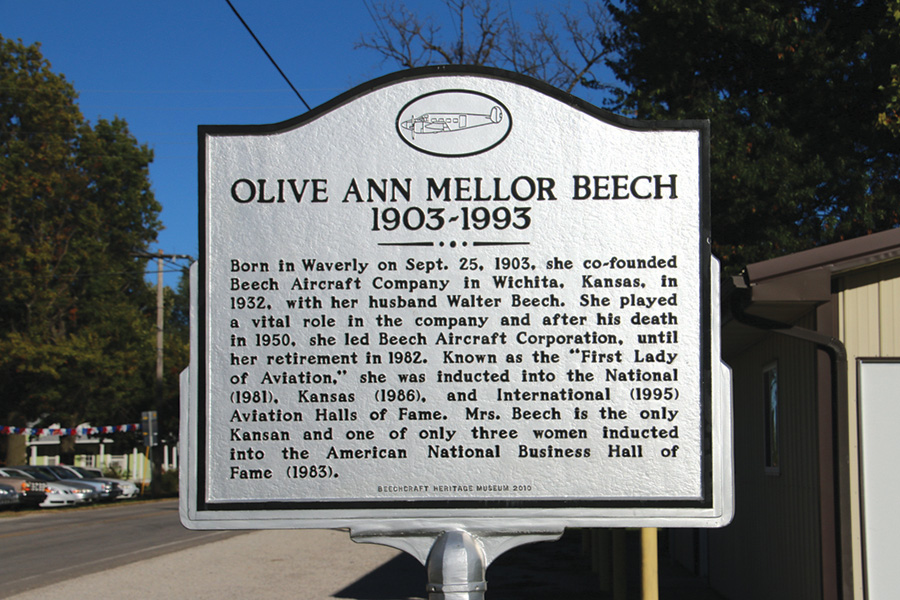 OLIVE ANN MELLOR BEECH
1903-1993
Born in Waverly on Sept. 25, 1903, she co-founded
Beech Aircraft Company in Wichita, Kansas, in
1932, with her husband Walter Beech. She played
a vital role in the company and after his death
in 1950, she led Beech Aircraft Corporation, until
her retirement in 1982. Known as the "First Lady
of Aviation," she was inducted into the National
(1981), Kansas (1986), and International (1995)
Aviation Halls of Fame. Mrs. Beech is the only
Kansan and one of only three women inducted
into the American National Business Hall of
Fame (1983).
BEECHCRAFT HERITAGE MUSEUM 2010